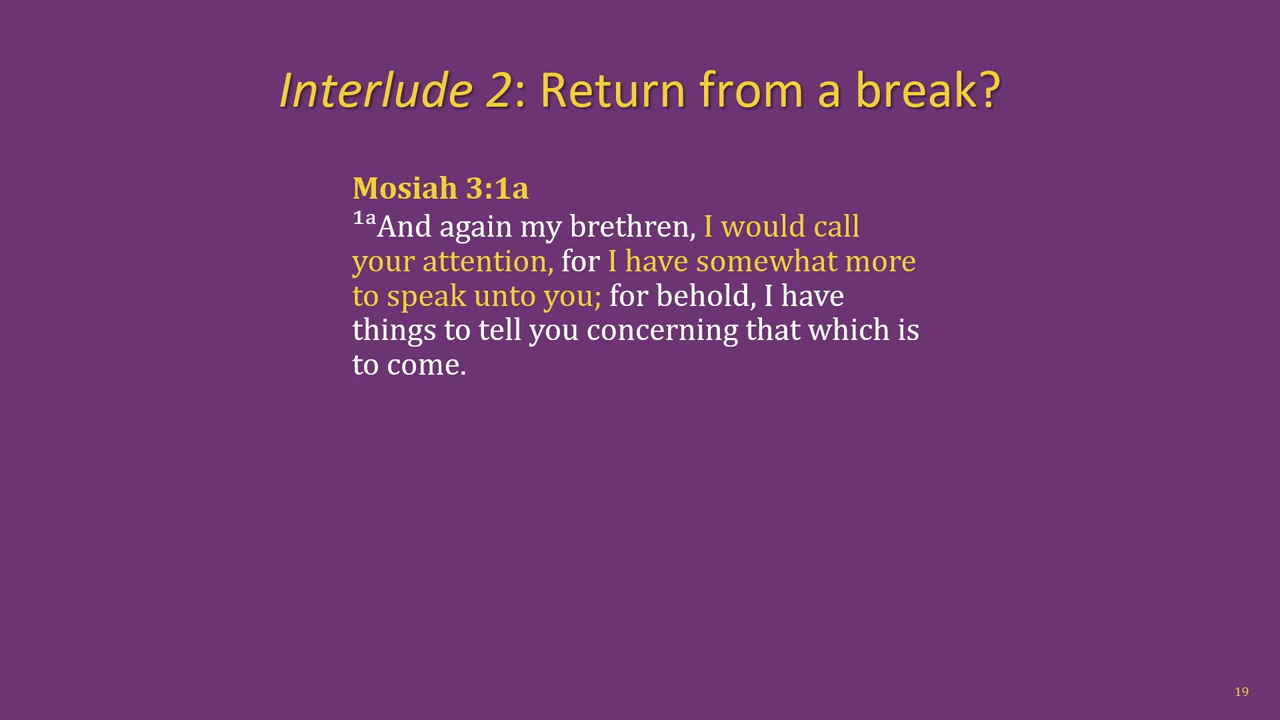 Interlude 2: Return from a break?
Mosiah 3:1a
1aAnd again my brethren, I would call
your attention, for I have somewhat more
to speak unto you; for behold, I have
things to tell you concerning that which is
to come.
19